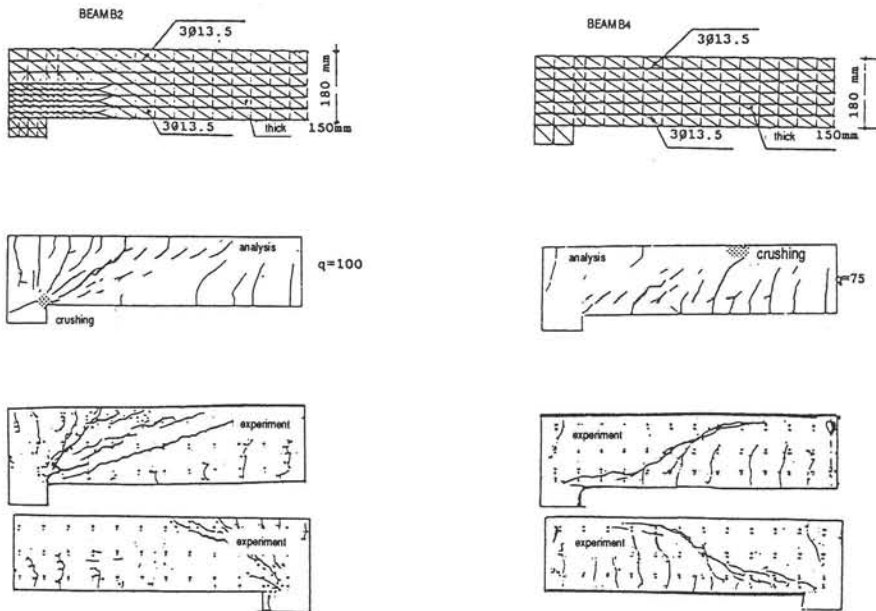 BEAM B2
3Ø13.5
180 mm
3Ø13.5
thick 150mm
analysis
q=100
crushing
experiment
experiment
BEAM B4
3Ø13.5
180 mm
3Ø13.5
thick 150mm
analysis
crushing
q=75
experiment
experiment